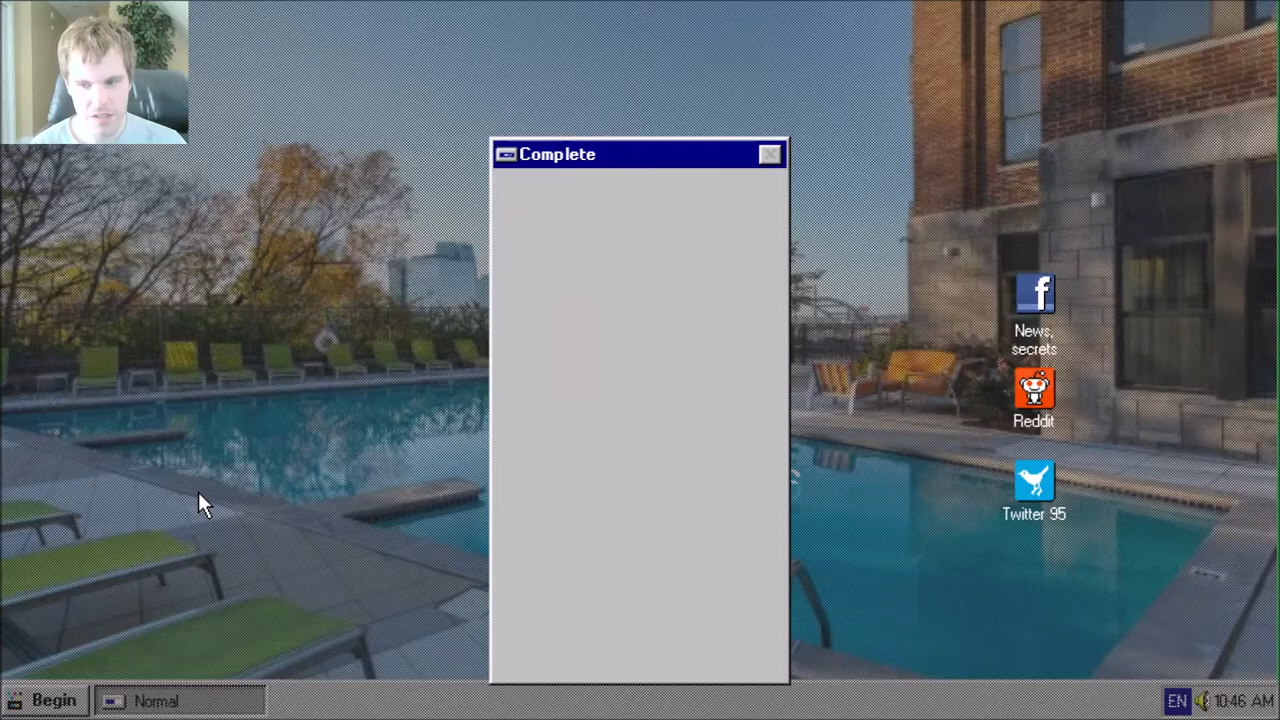 Complete
f
News,
secrets
Reddit
Twitter 95
Begin
Normal
EN
10:46 AM